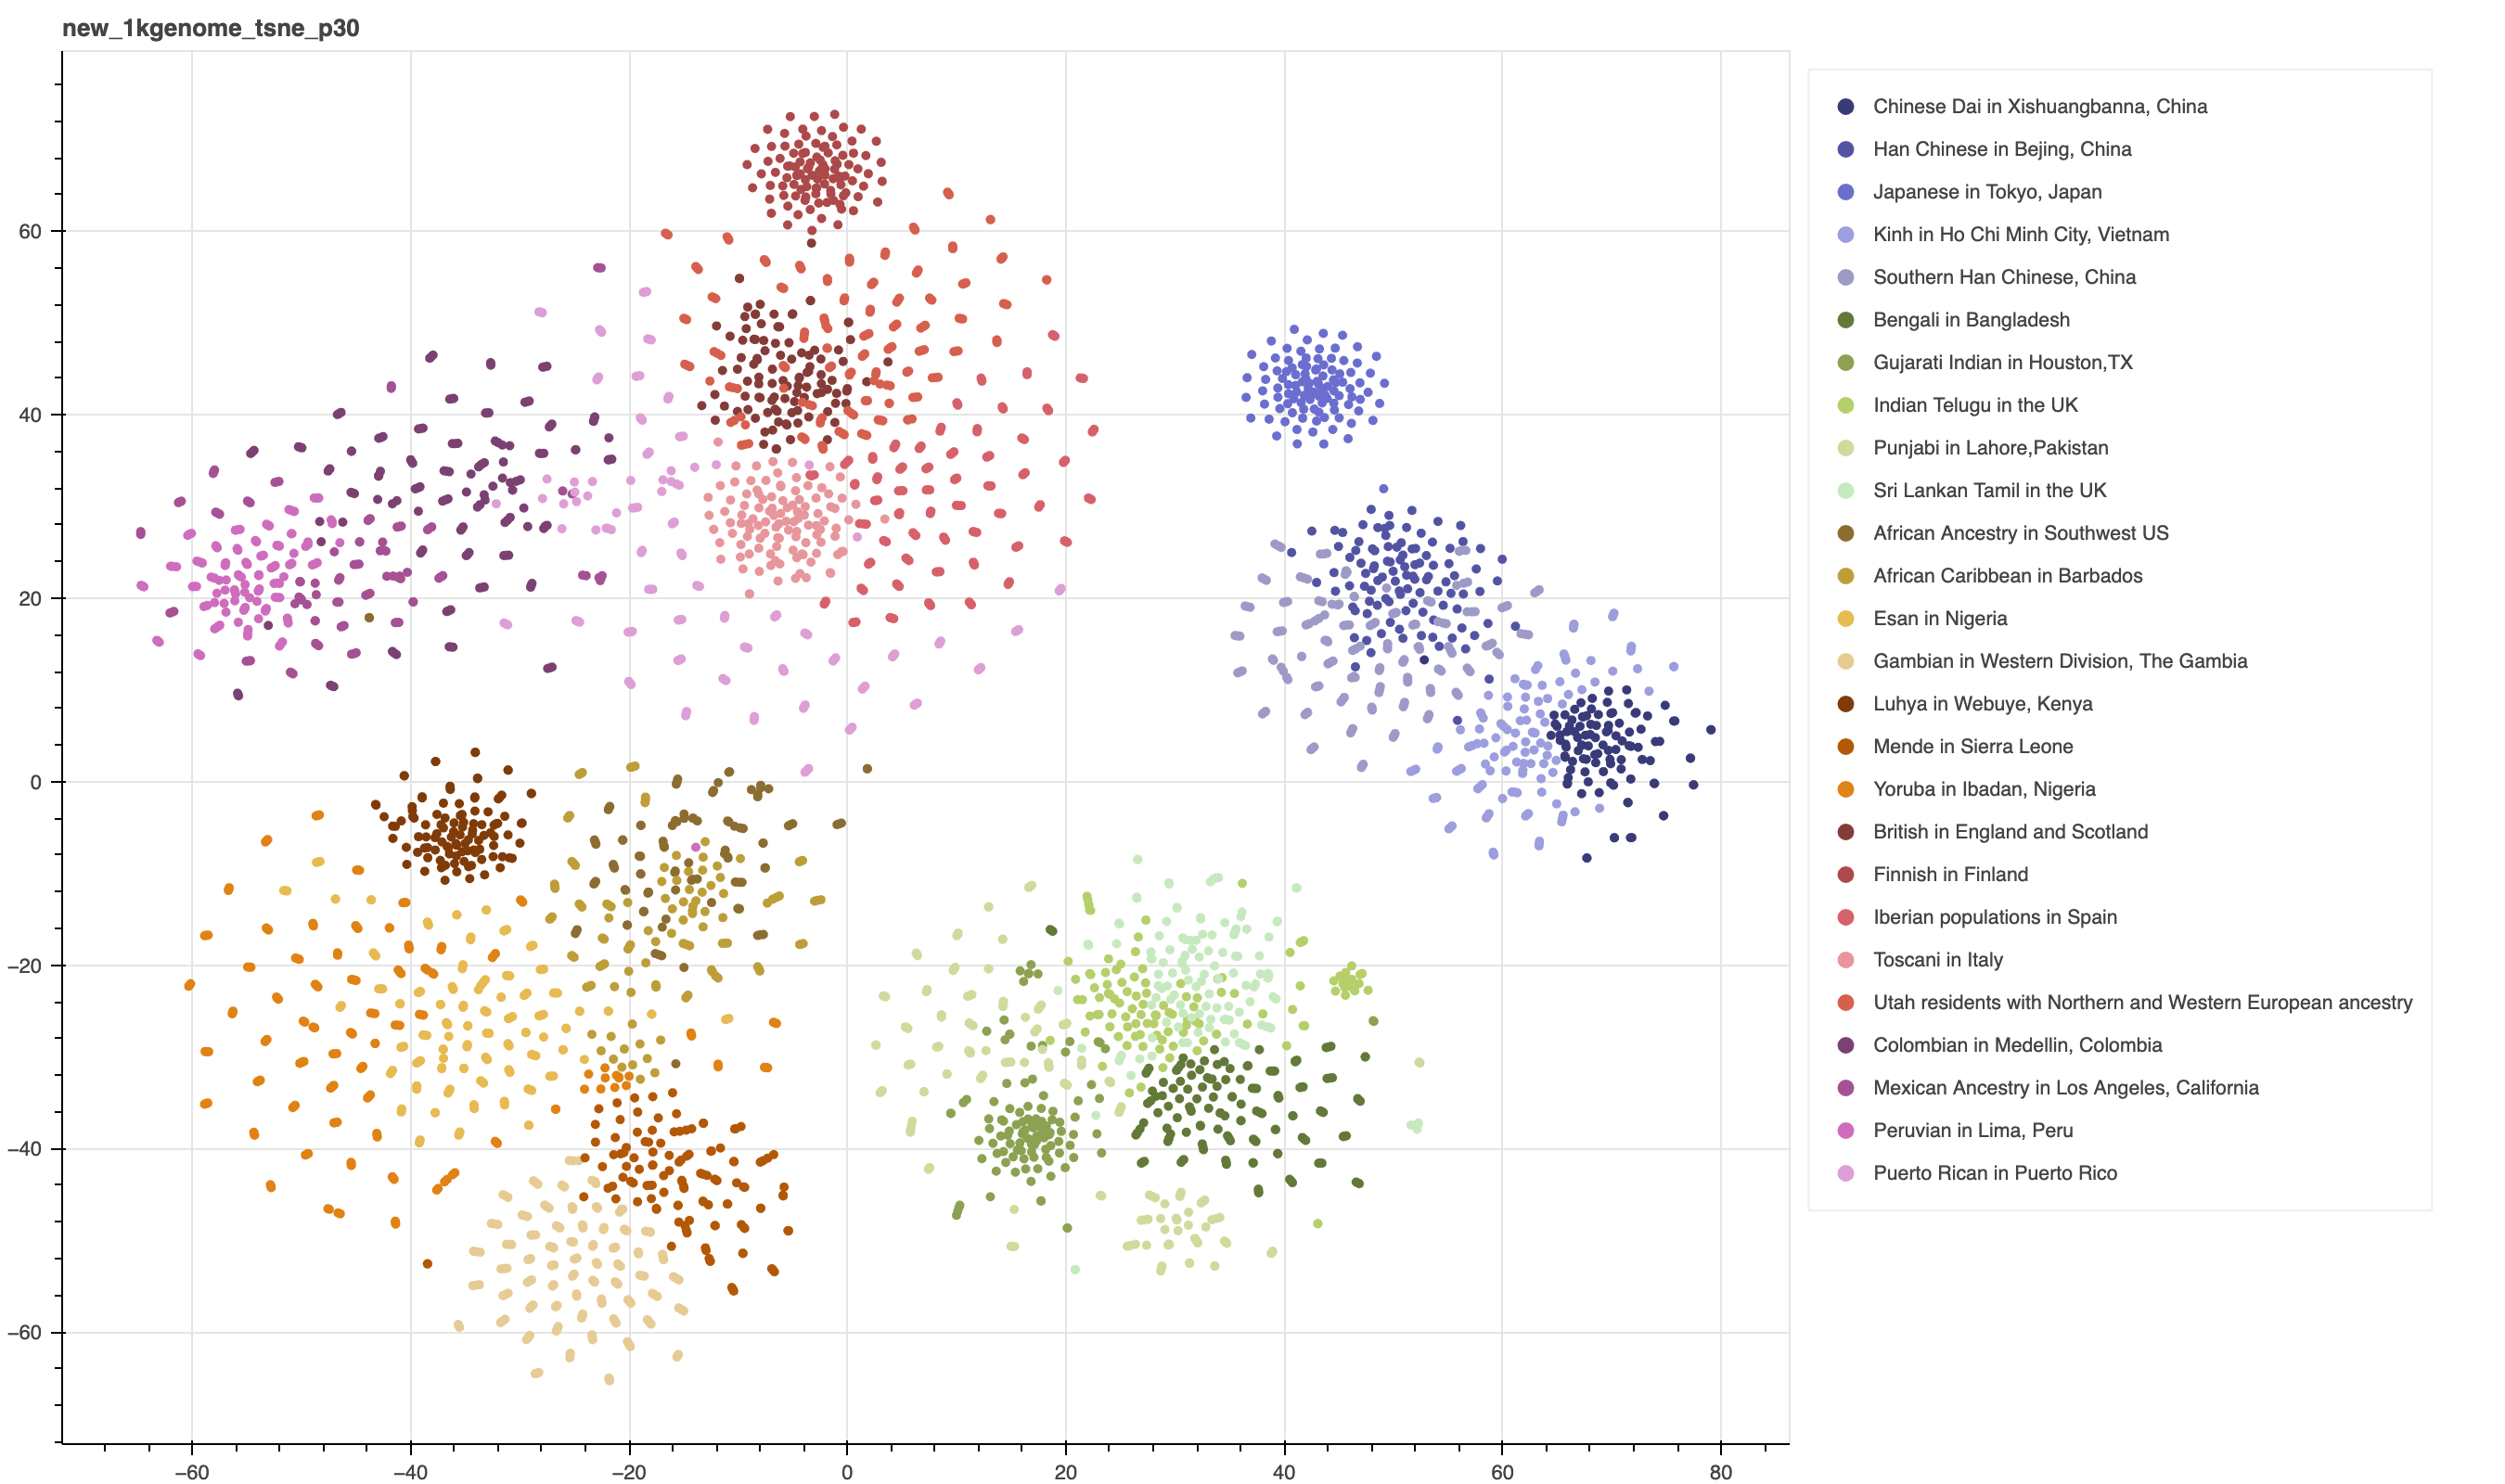 new_1kgenome_tsne_p30
60
40
20
0
−20
−40
−60
−60
−40
−20
0
20
40
60
80
Chinese Dai in Xishuangbanna, China
Han Chinese in Bejing, China
Japanese in Tokyo, Japan
Kinh in Ho Chi Minh City, Vietnam
Southern Han Chinese, China
Bengali in Bangladesh
Gujarati Indian in Houston,TX
Indian Telugu in the UK
Punjabi in Lahore,Pakistan
Sri Lankan Tamil in the UK
African Ancestry in Southwest US
African Caribbean in Barbados
Esan in Nigeria
Gambian in Western Division, The Gambia
Luhya in Webuye, Kenya
Mende in Sierra Leone
Yoruba in Ibadan, Nigeria
British in England and Scotland
Finnish in Finland
Iberian populations in Spain
Toscani in Italy
Utah residents with Northern and Western European ancestry
Colombian in Medellin, Colombia
Mexican Ancestry in Los Angeles, California
Peruvian in Lima, Peru
Puerto Rican in Puerto Rico